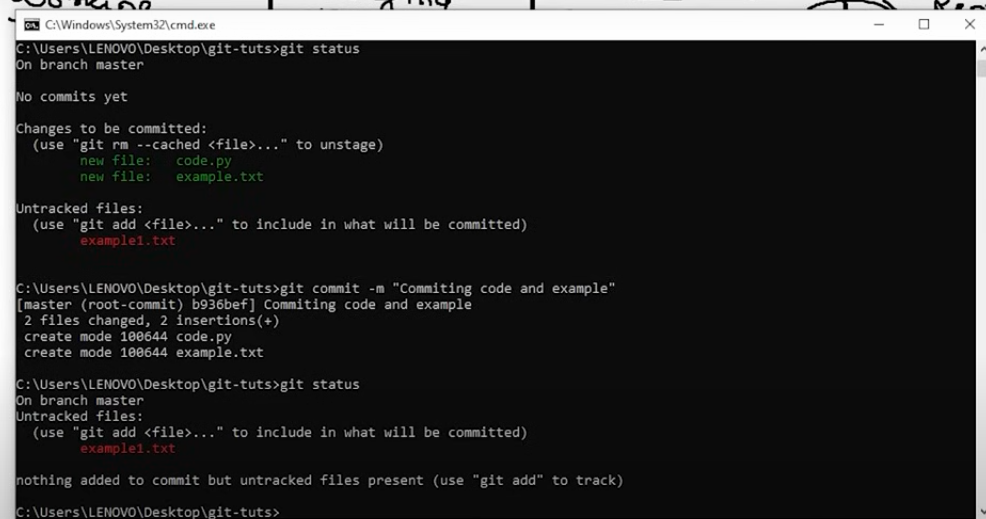 C:\Windows\System32\cmd.exe
C:\Users\LENOVO\Desktop\git-tuts>git status
On branch master
No commits yet
Changes to be committed:
(use "git rm --cached <file>..." to unstage)
new file: code.py
new file: example.txt
Untracked files:
(use "git add <file>..." to include in what will be committed)
example1.txt
C:\Users\LENOVO\Desktop\git-tuts>git commit -m "Commiting code and example"
[master (root-commit) b936bef] Commiting code and example
2 files changed, 2 insertions(+)
create mode 100644 code.py
create mode 100644 example.txt
C:\Users\LENOVO\Desktop\git-tuts>git status
On branch master
Untracked files:
(use "git add <file>..." to include in what will be committed)
example1.txt
nothing added to commit but untracked files present (use "git add" to track)
C:\Users\LENOVO\Desktop\git-tuts>